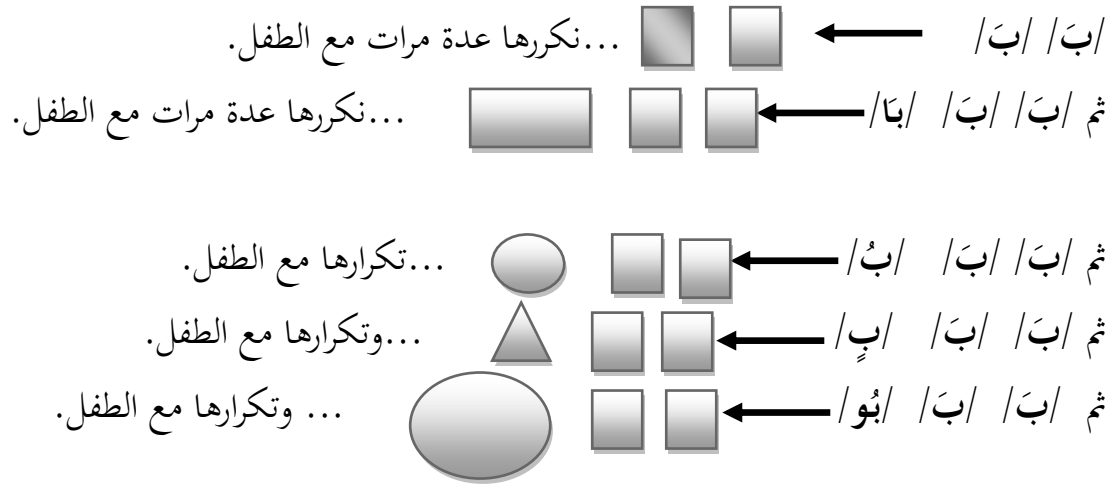 /بَ/ /بَ/ ...نكررها عدة مرات مع الطفل.
ثم /بَ/ /بَ/ /بَا/ ...نكررها عدة مرات مع الطفل.
ثم /بَ/ /بَ/ /بُ/ ...تكرارها مع الطفل.
ثم /بَ/ /بَ/ /بٍ/ ...وتكرارها مع الطفل.
ثم /بَ/ /بَ/ /بُو/ ... وتكرارها مع الطفل.